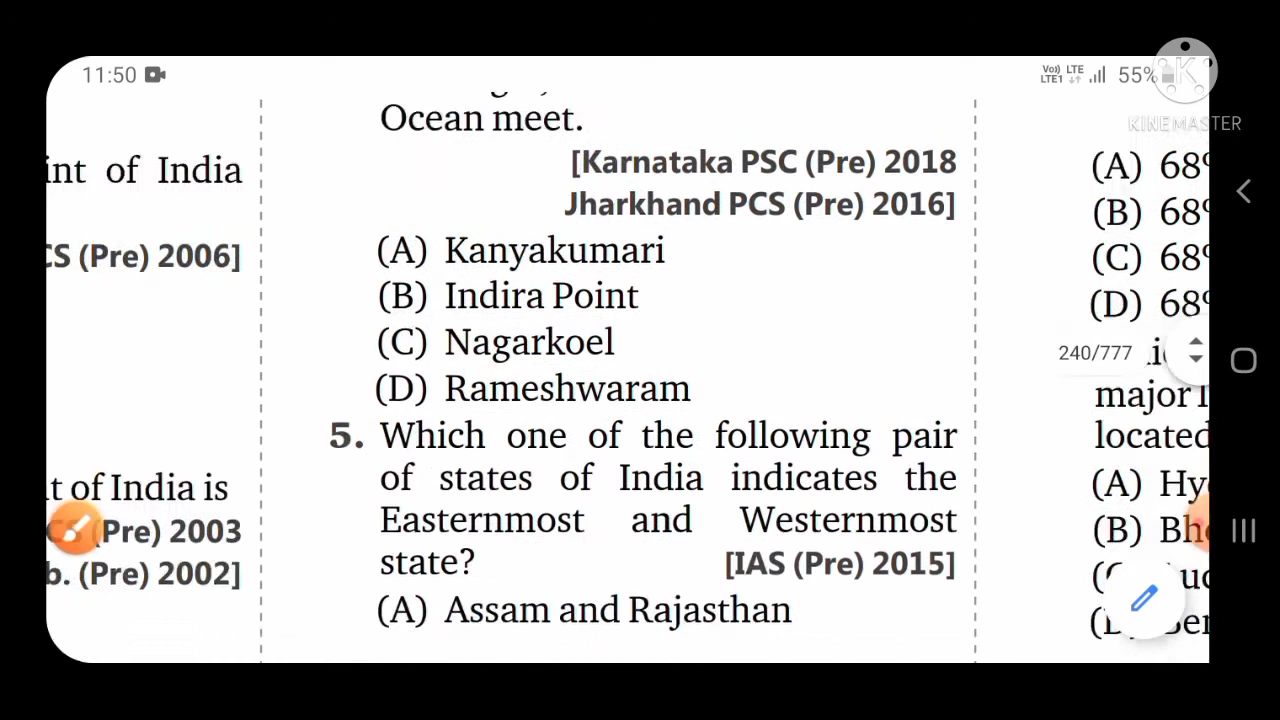 11:50
Vo)) LTE
LTE1
55%
KINEMASTER
int of India
CS (Pre) 2006]
t of India is
(Pre) 2003
b. (Pre) 2002]
Ocean meet.
[Karnataka PSC (Pre) 2018
Jharkhand PCS (Pre) 2016]
(A) Kanyakumari
(B) Indira Point
(C) Nagarkoel
(D) Rameshwaram
5. Which one of the following pair
of states of India indicates the
Easternmost and Westernmost
state? [IAS (Pre) 2015]
(A) Assam and Rajasthan
(A) 68°
(B) 68°
(C) 68°
(D) 68°
240/777
major
located
(A) Hy
(B) Bh